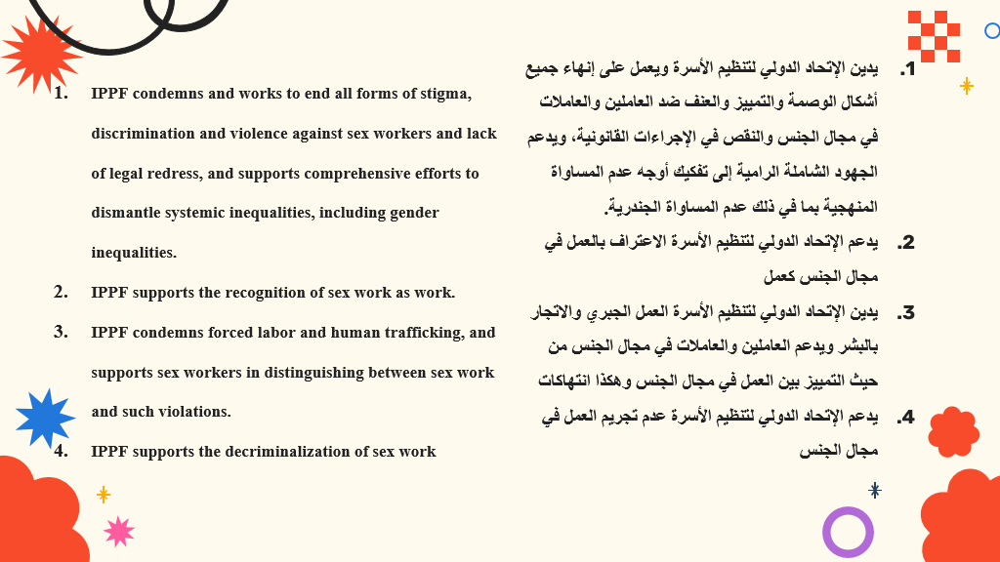 1. IPPF condemns and works to end all forms of stigma,
discrimination and violence against sex workers and lack
of legal redress, and supports comprehensive efforts to
dismantle systemic inequalities, including gender
inequalities.
2. IPPF supports the recognition of sex work as work.
3. IPPF condemns forced labor and human trafficking, and
supports sex workers in distinguishing between sex work
and such violations.
4. IPPF supports the decriminalization of sex work
1. يدين الإتحاد الدولي لتنظيم الأسرة ويعمل على إنهاء جميع
أشكال الوصمة والتمييز والعنف ضد العاملين والعاملات
في مجال الجنس والنقص في الإجراءات القانونية، ويدعم
الجهود الشاملة الرامية إلى تفكيك أوجه عدم المساواة
المنهجية بما في ذلك عدم المساواة الجندرية.
2. يدعم الإتحاد الدولي لتنظيم الأسرة الاعتراف بالعمل في
مجال الجنس كعمل
3. يدين الإتحاد الدولي لتنظيم الأسرة العمل الجبري والاتجار
بالبشر ويدعم العاملين والعاملات في مجال الجنس من
حيث التمييز بين العمل في مجال الجنس وهكذا انتهاكات
4. يدعم الإتحاد الدولي لتنظيم الأسرة عدم تجريم العمل في
مجال الجنس